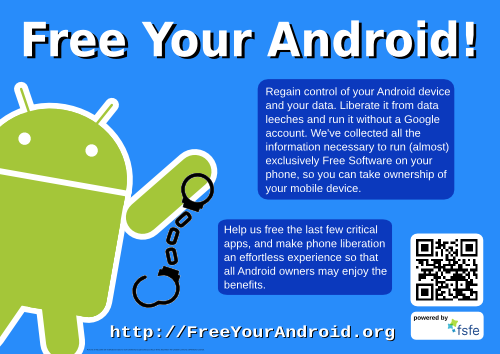 Free Your Android!
Regain control of your Android device
and your data. Liberate it from data
leeches and run it without a Google
account. We've collected all the
information necessary to run (almost)
exclusively Free Software on your
phone, so you can take ownership of
your mobile device.
Help us free the last few critical
apps, and make phone liberation
an effortless experience so that
all Android owners may enjoy the
benefits.
powered by
fsfe
http://FreeYourAndroid.org